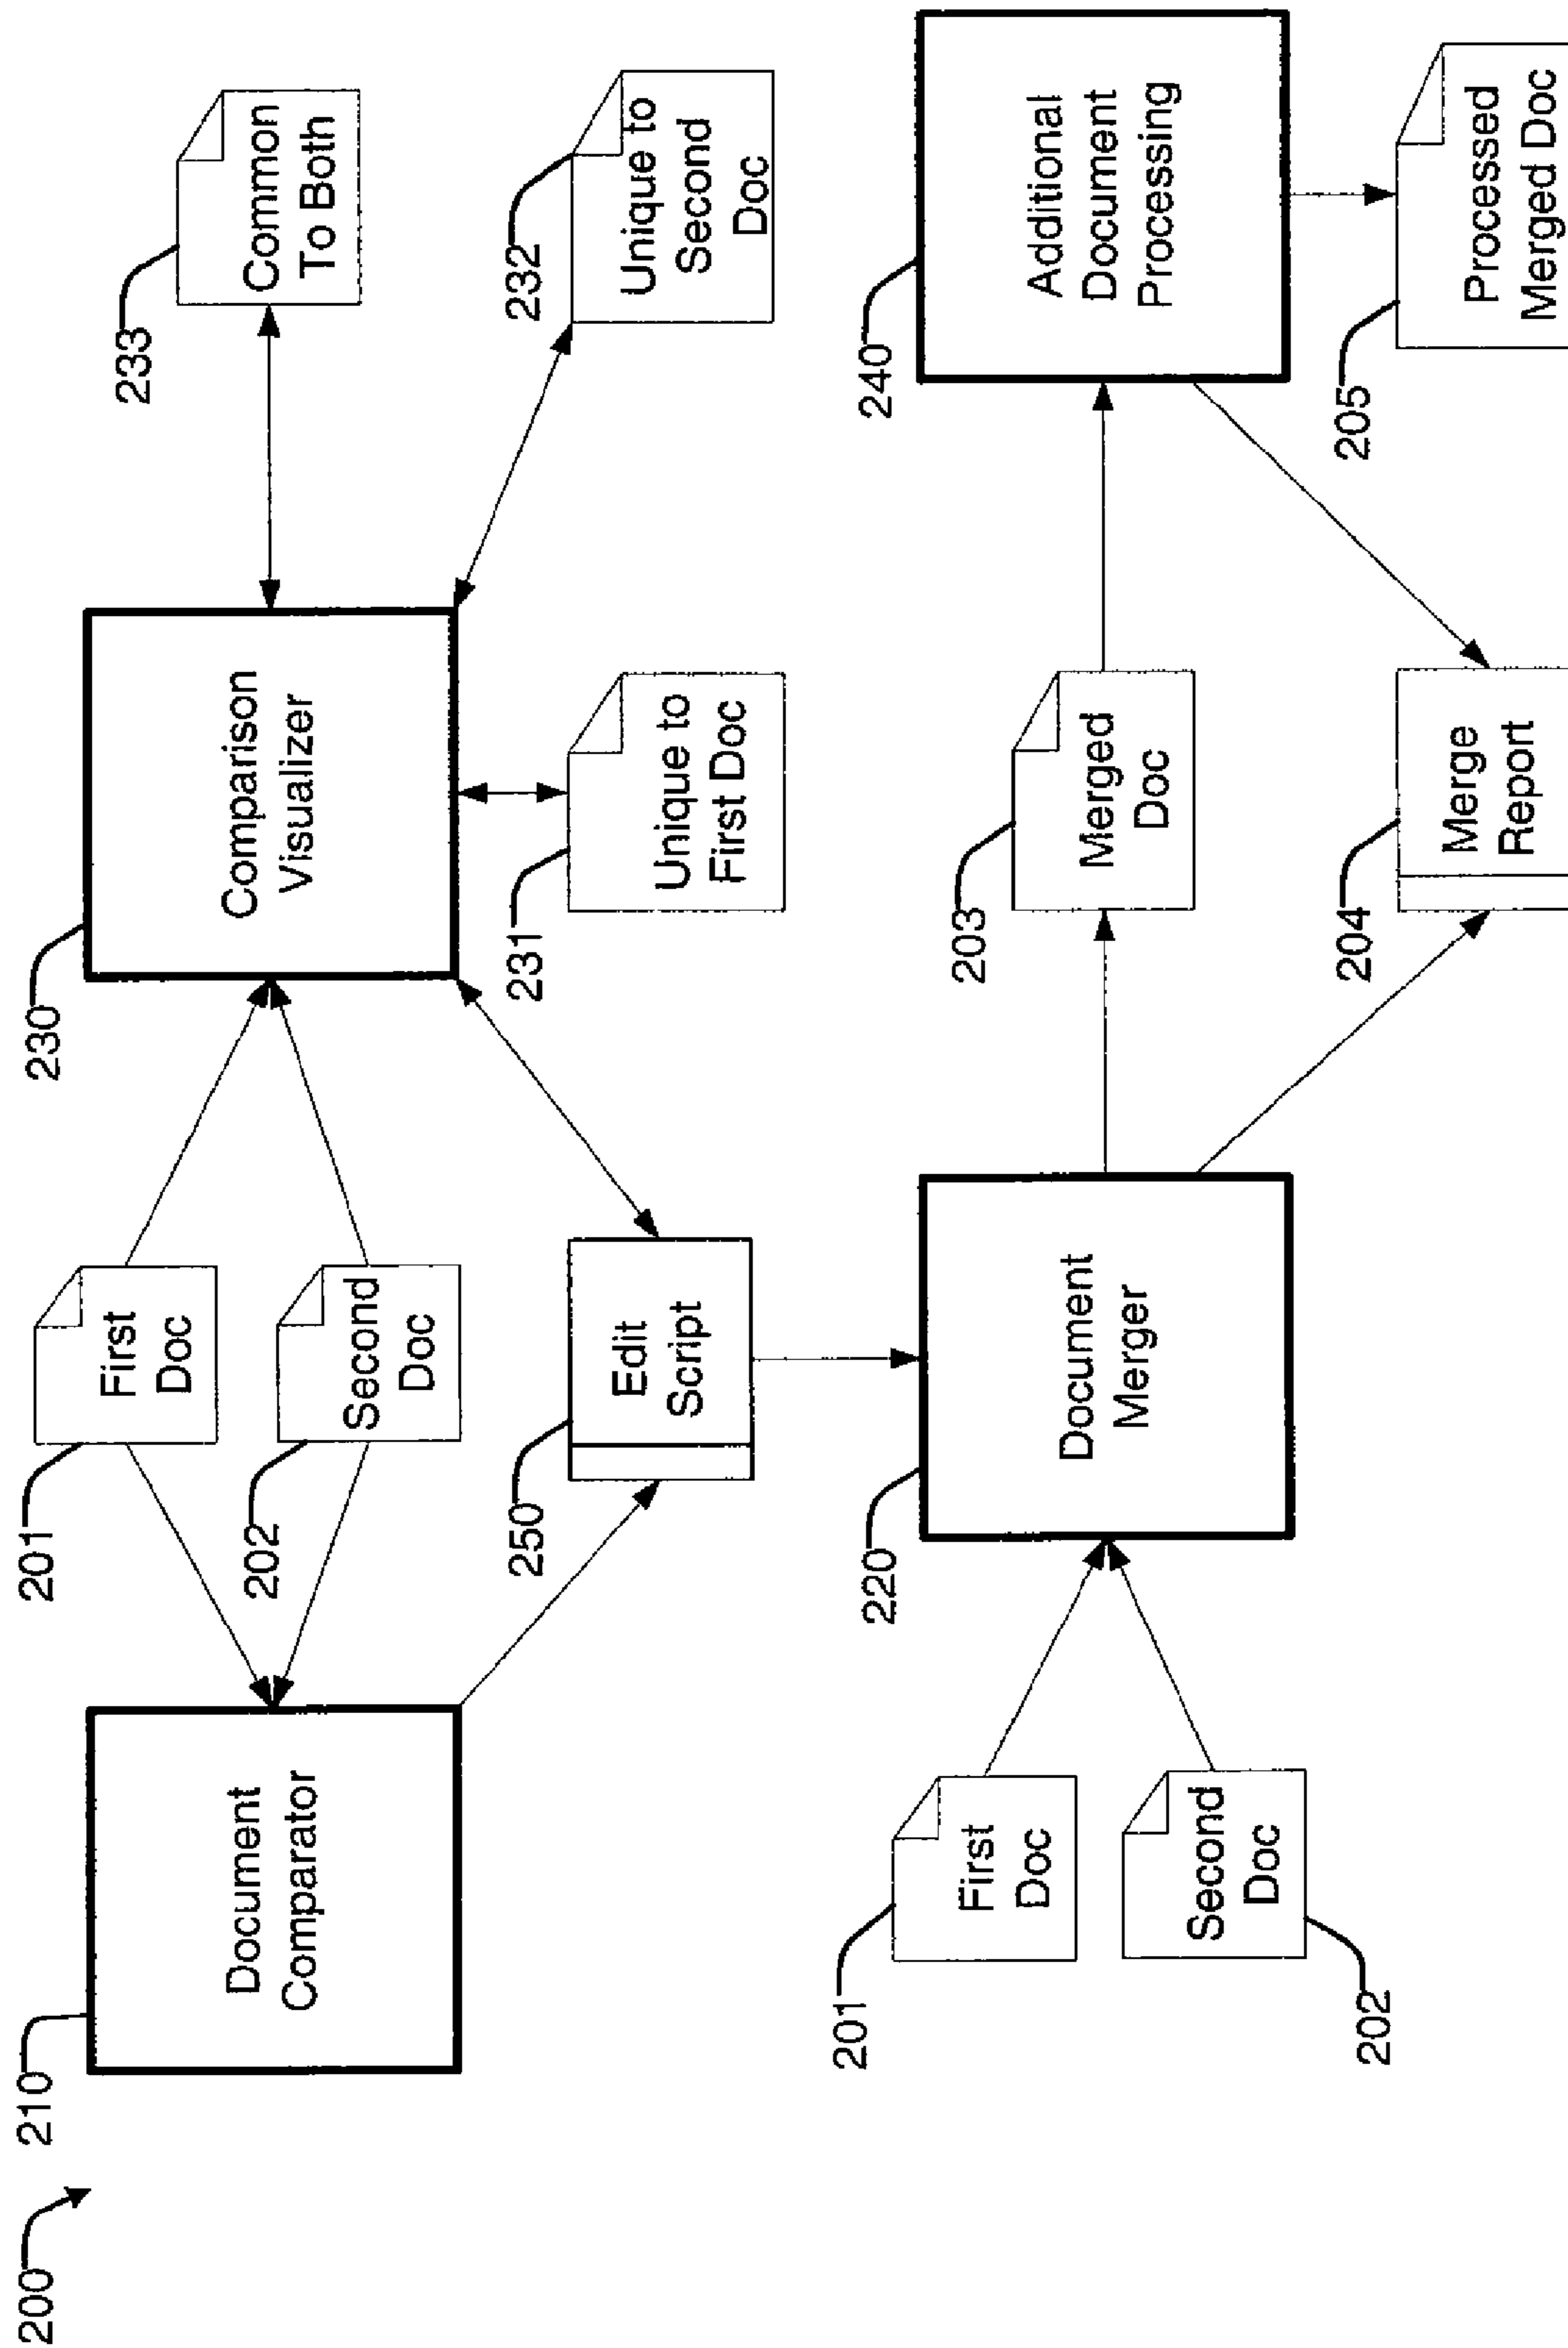 200
210
Document
Comparator
201
First
Doc
202
Second
Doc
230
Comparison
Visualizer
233
Common
To Both
232
Unique to
Second
Doc
231
Unique to
First Doc
250
Edit
Script
201
First
Doc
202
Second
Doc
220
Document
Merger
203
Merged
Doc
204
Merge
Report
240
Additional
Document
Processing
205
Processed
Merged Doc